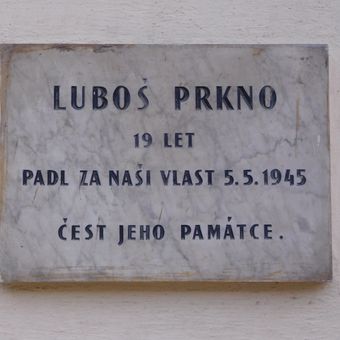 LUBOŠ PRKNO
19 LET
PADL ZA NAŠI VLAST 5.5.1945
ČEST JEHO PAMÁTCE.